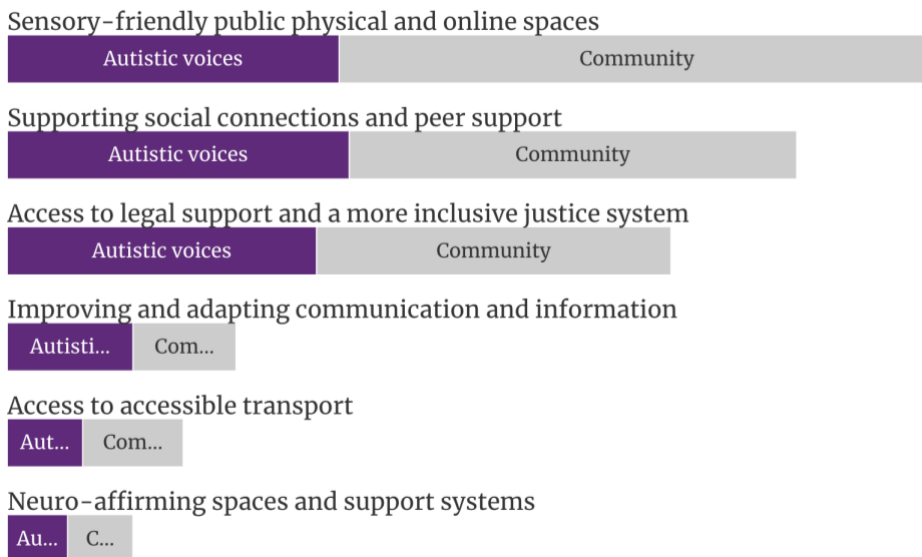 Sensory-friendly public physical and online spaces
Autistic voices Community
Supporting social connections and peer support
Autistic voices Community
Access to legal support and a more inclusive justice system
Autistic voices Community
Improving and adapting communication and information
Autisti... Com...
Access to accessible transport
Aut... Com...
Neuro-affirming spaces and support systems
Au... C...